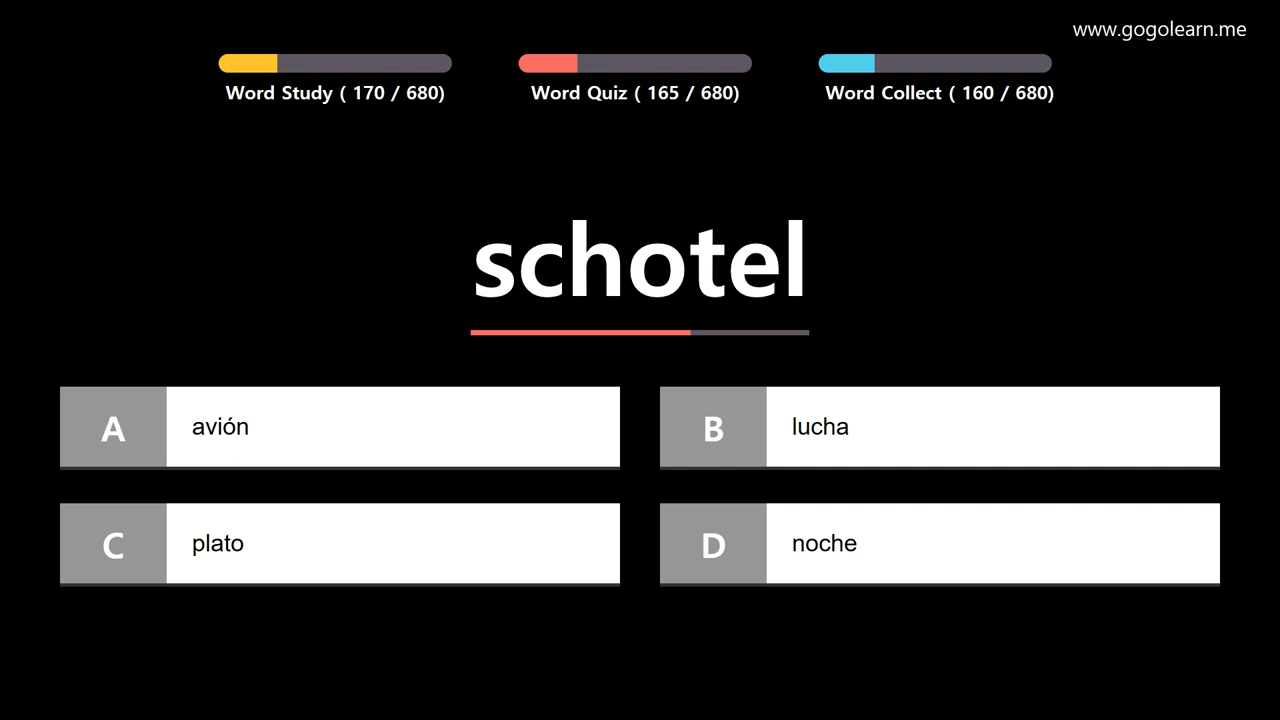 www.gogolearn.me
Word Study ( 170 / 680)
Word Quiz ( 165 / 680)
Word Collect ( 160 / 680)
schotel
A avión
B lucha
C plato
D noche